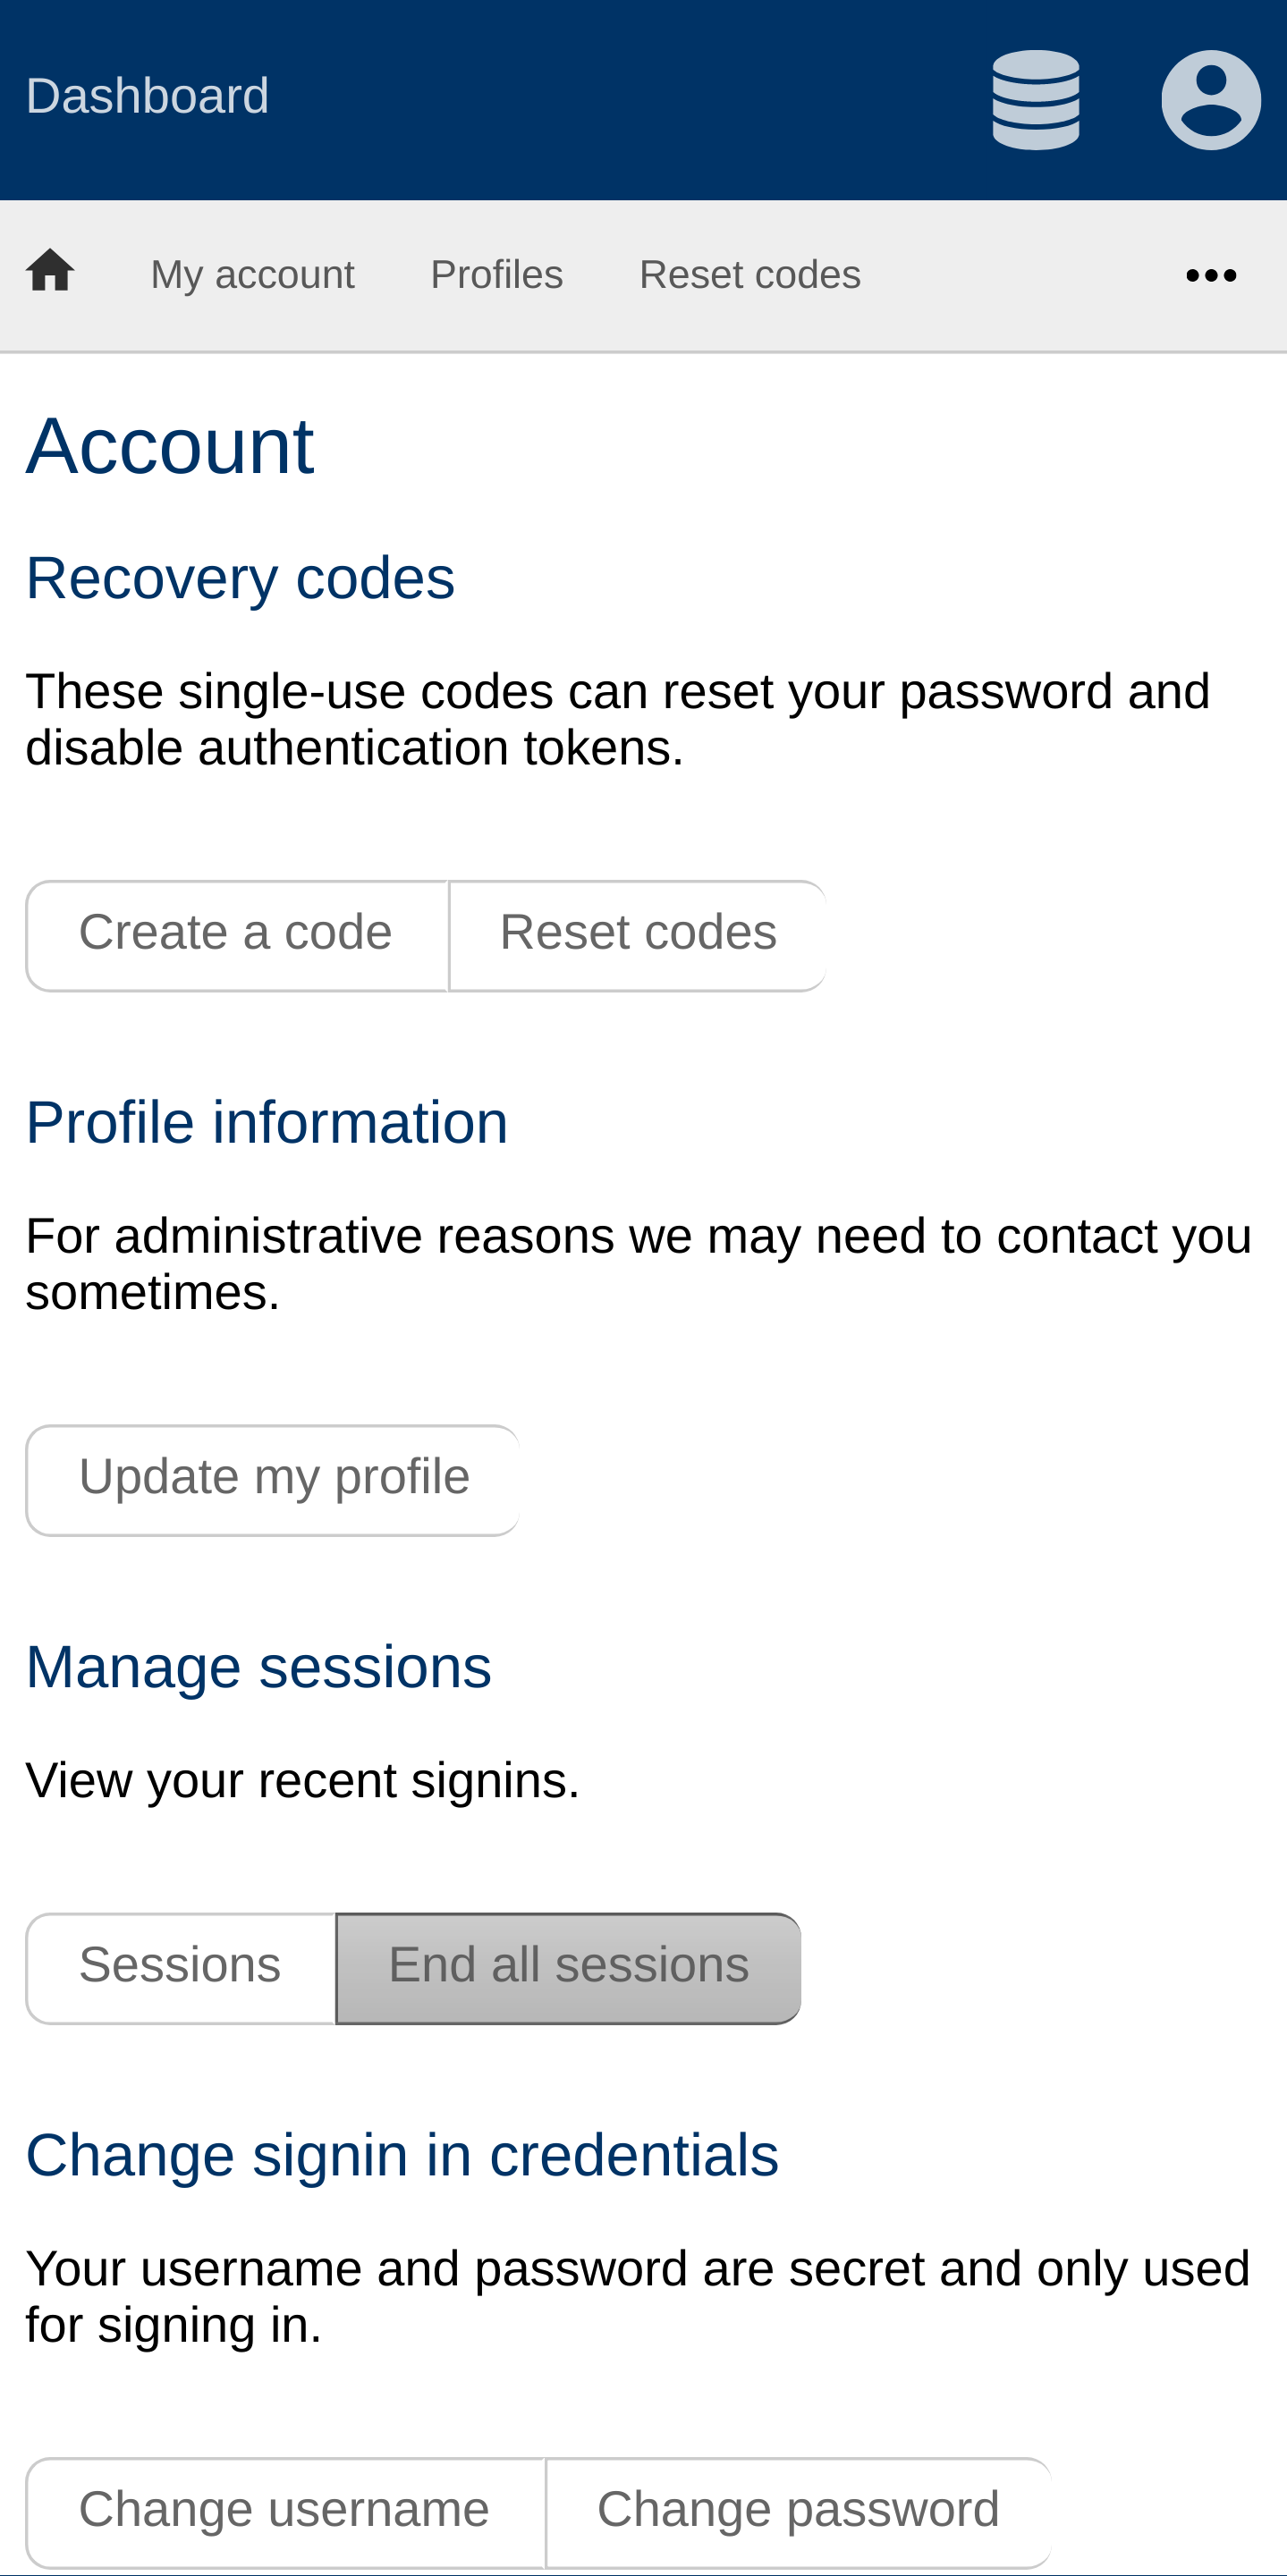 Dashboard
My account Profiles Reset codes
Account
Recovery codes
These single-use codes can reset your password and
disable authentication tokens.
Create a code Reset codes
Profile information
For administrative reasons we may need to contact you
sometimes.
Update my profile
Manage sessions
View your recent signins.
Sessions End all sessions
Change signin in credentials
Your username and password are secret and only used
for signing in.
Change username Change password